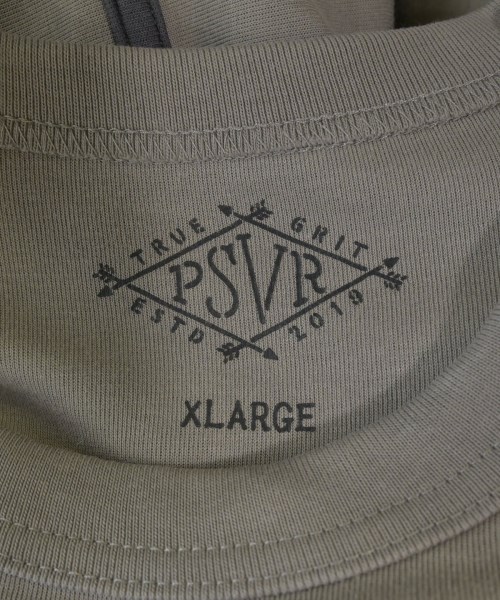 TRUE GRIT
PSVR
ESTD 2019
XLARGE